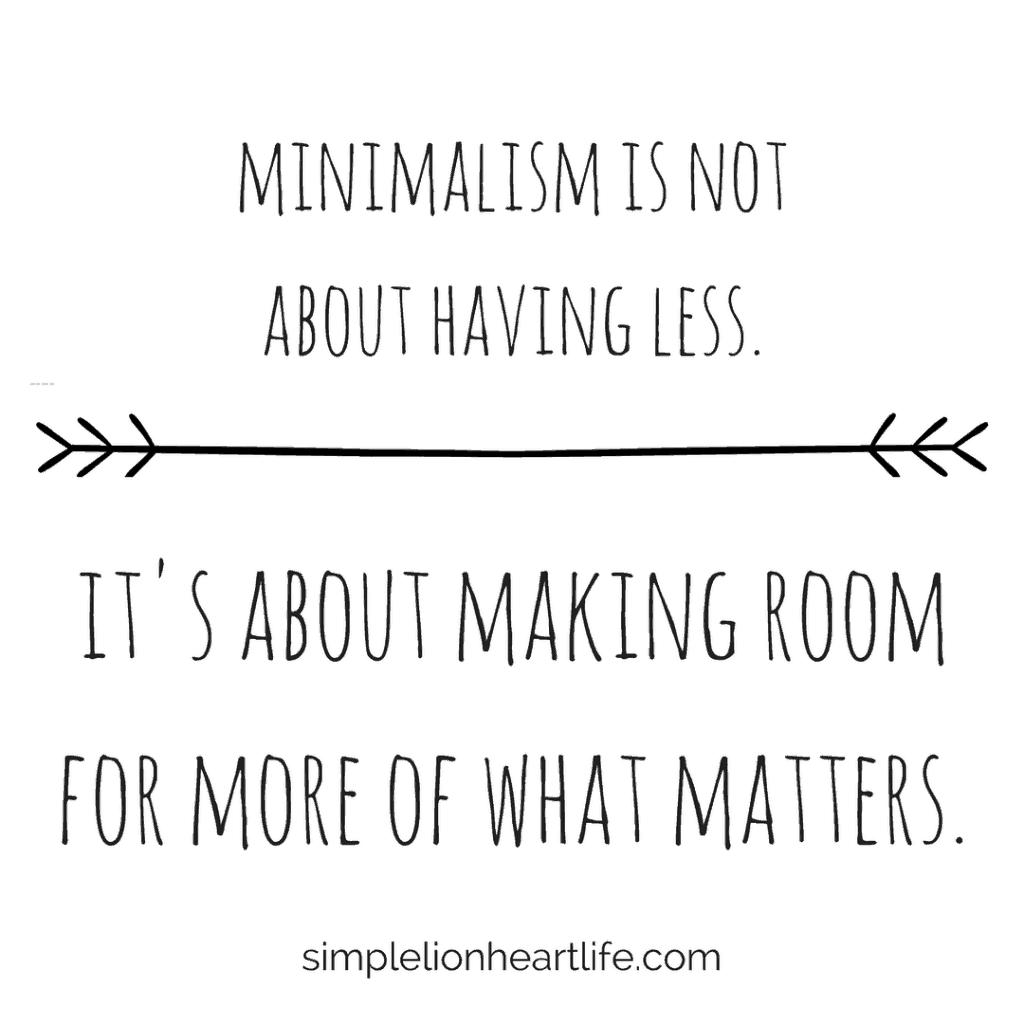 MINIMALISM IS NOT
ABOUT HAVING LESS.
IT'S ABOUT MAKING ROOM
FOR MORE OF WHAT MATTERS.
simplelionheartlife.com